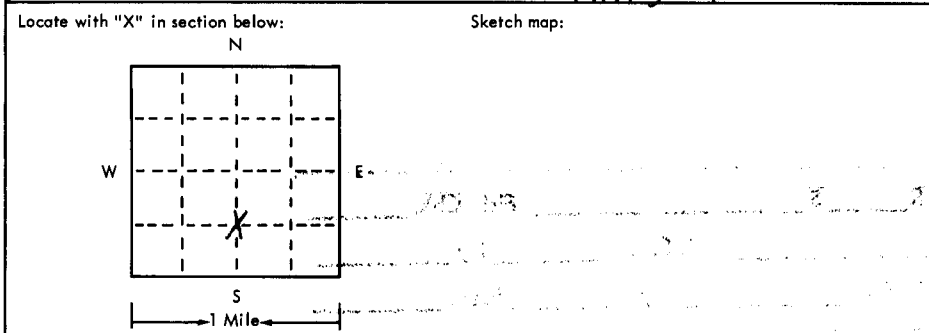 Locate with "X" in section below: Sketch map:
N
W E
X
S
1 Mile